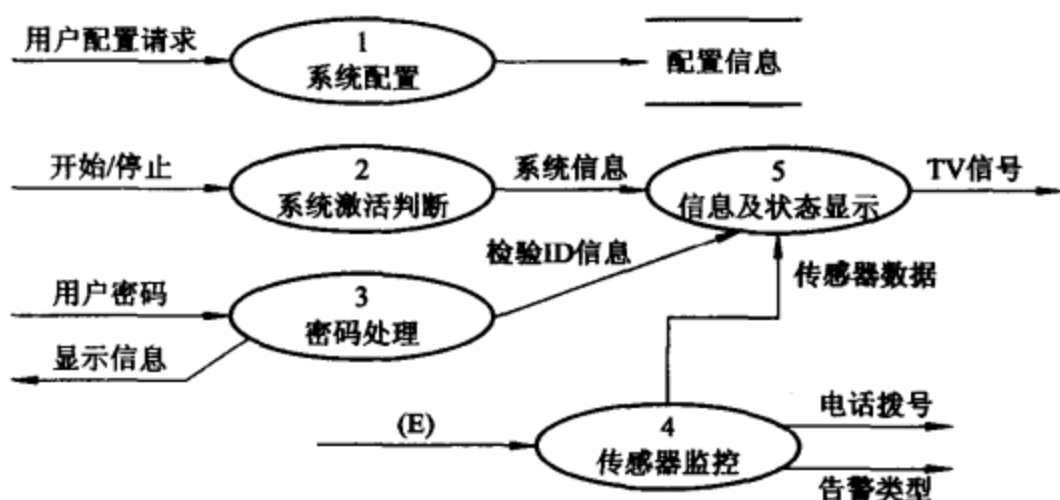 用户配置请求
1
系统配置
配置信息
开始/停止
2
系统激活判断
系统信息
5
信息及状态显示
TV信号
检验ID信息
用户密码
3
密码处理
传感器数据
显示信息
(E)
4
传感器监控
电话拨号
告警类型